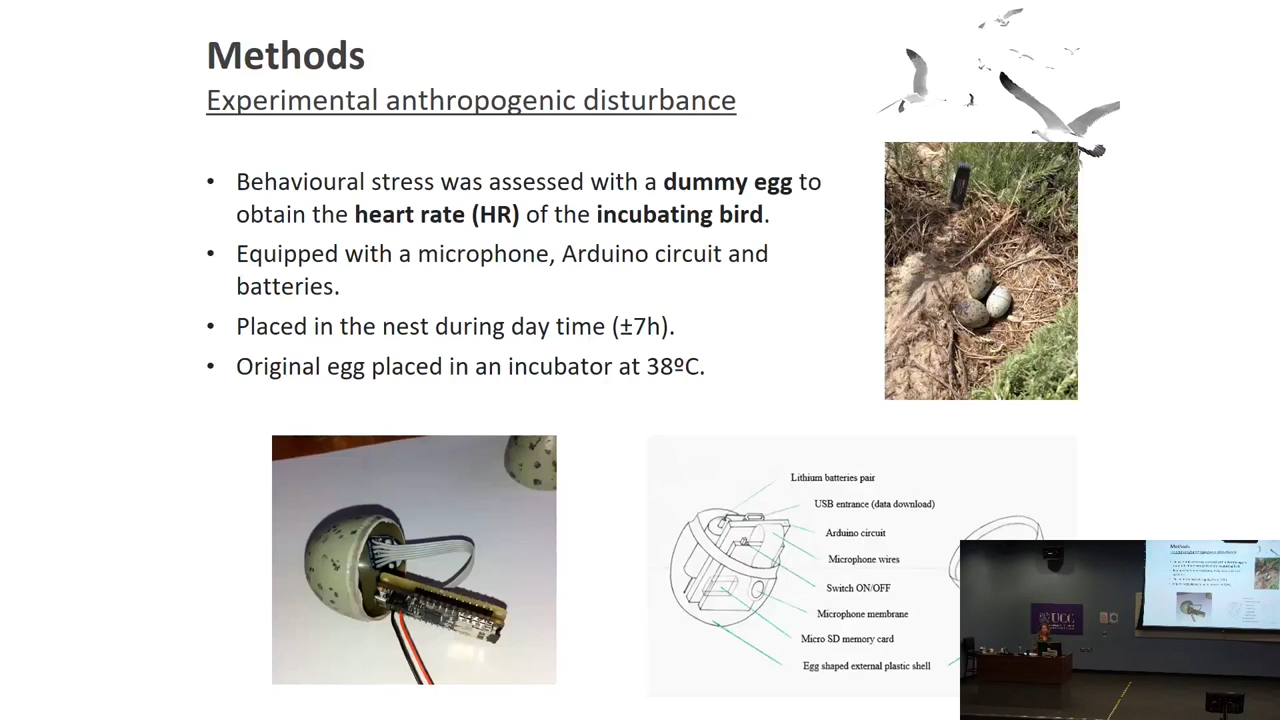 Methods
Experimental anthropogenic disturbance
• Behavioural stress was assessed with a dummy egg to
obtain the heart rate (HR) of the incubating bird.
• Equipped with a microphone, Arduino circuit and
batteries.
• Placed in the nest during day time (±7h).
• Original egg placed in an incubator at 38ºC.
Lithium batteries pair
USB entrance (data download)
Arduino circuit
Microphone wires
Switch ON/OFF
Microphone membrane
Micro SD memory card
Egg shaped external plastic shell
Methods
UCC